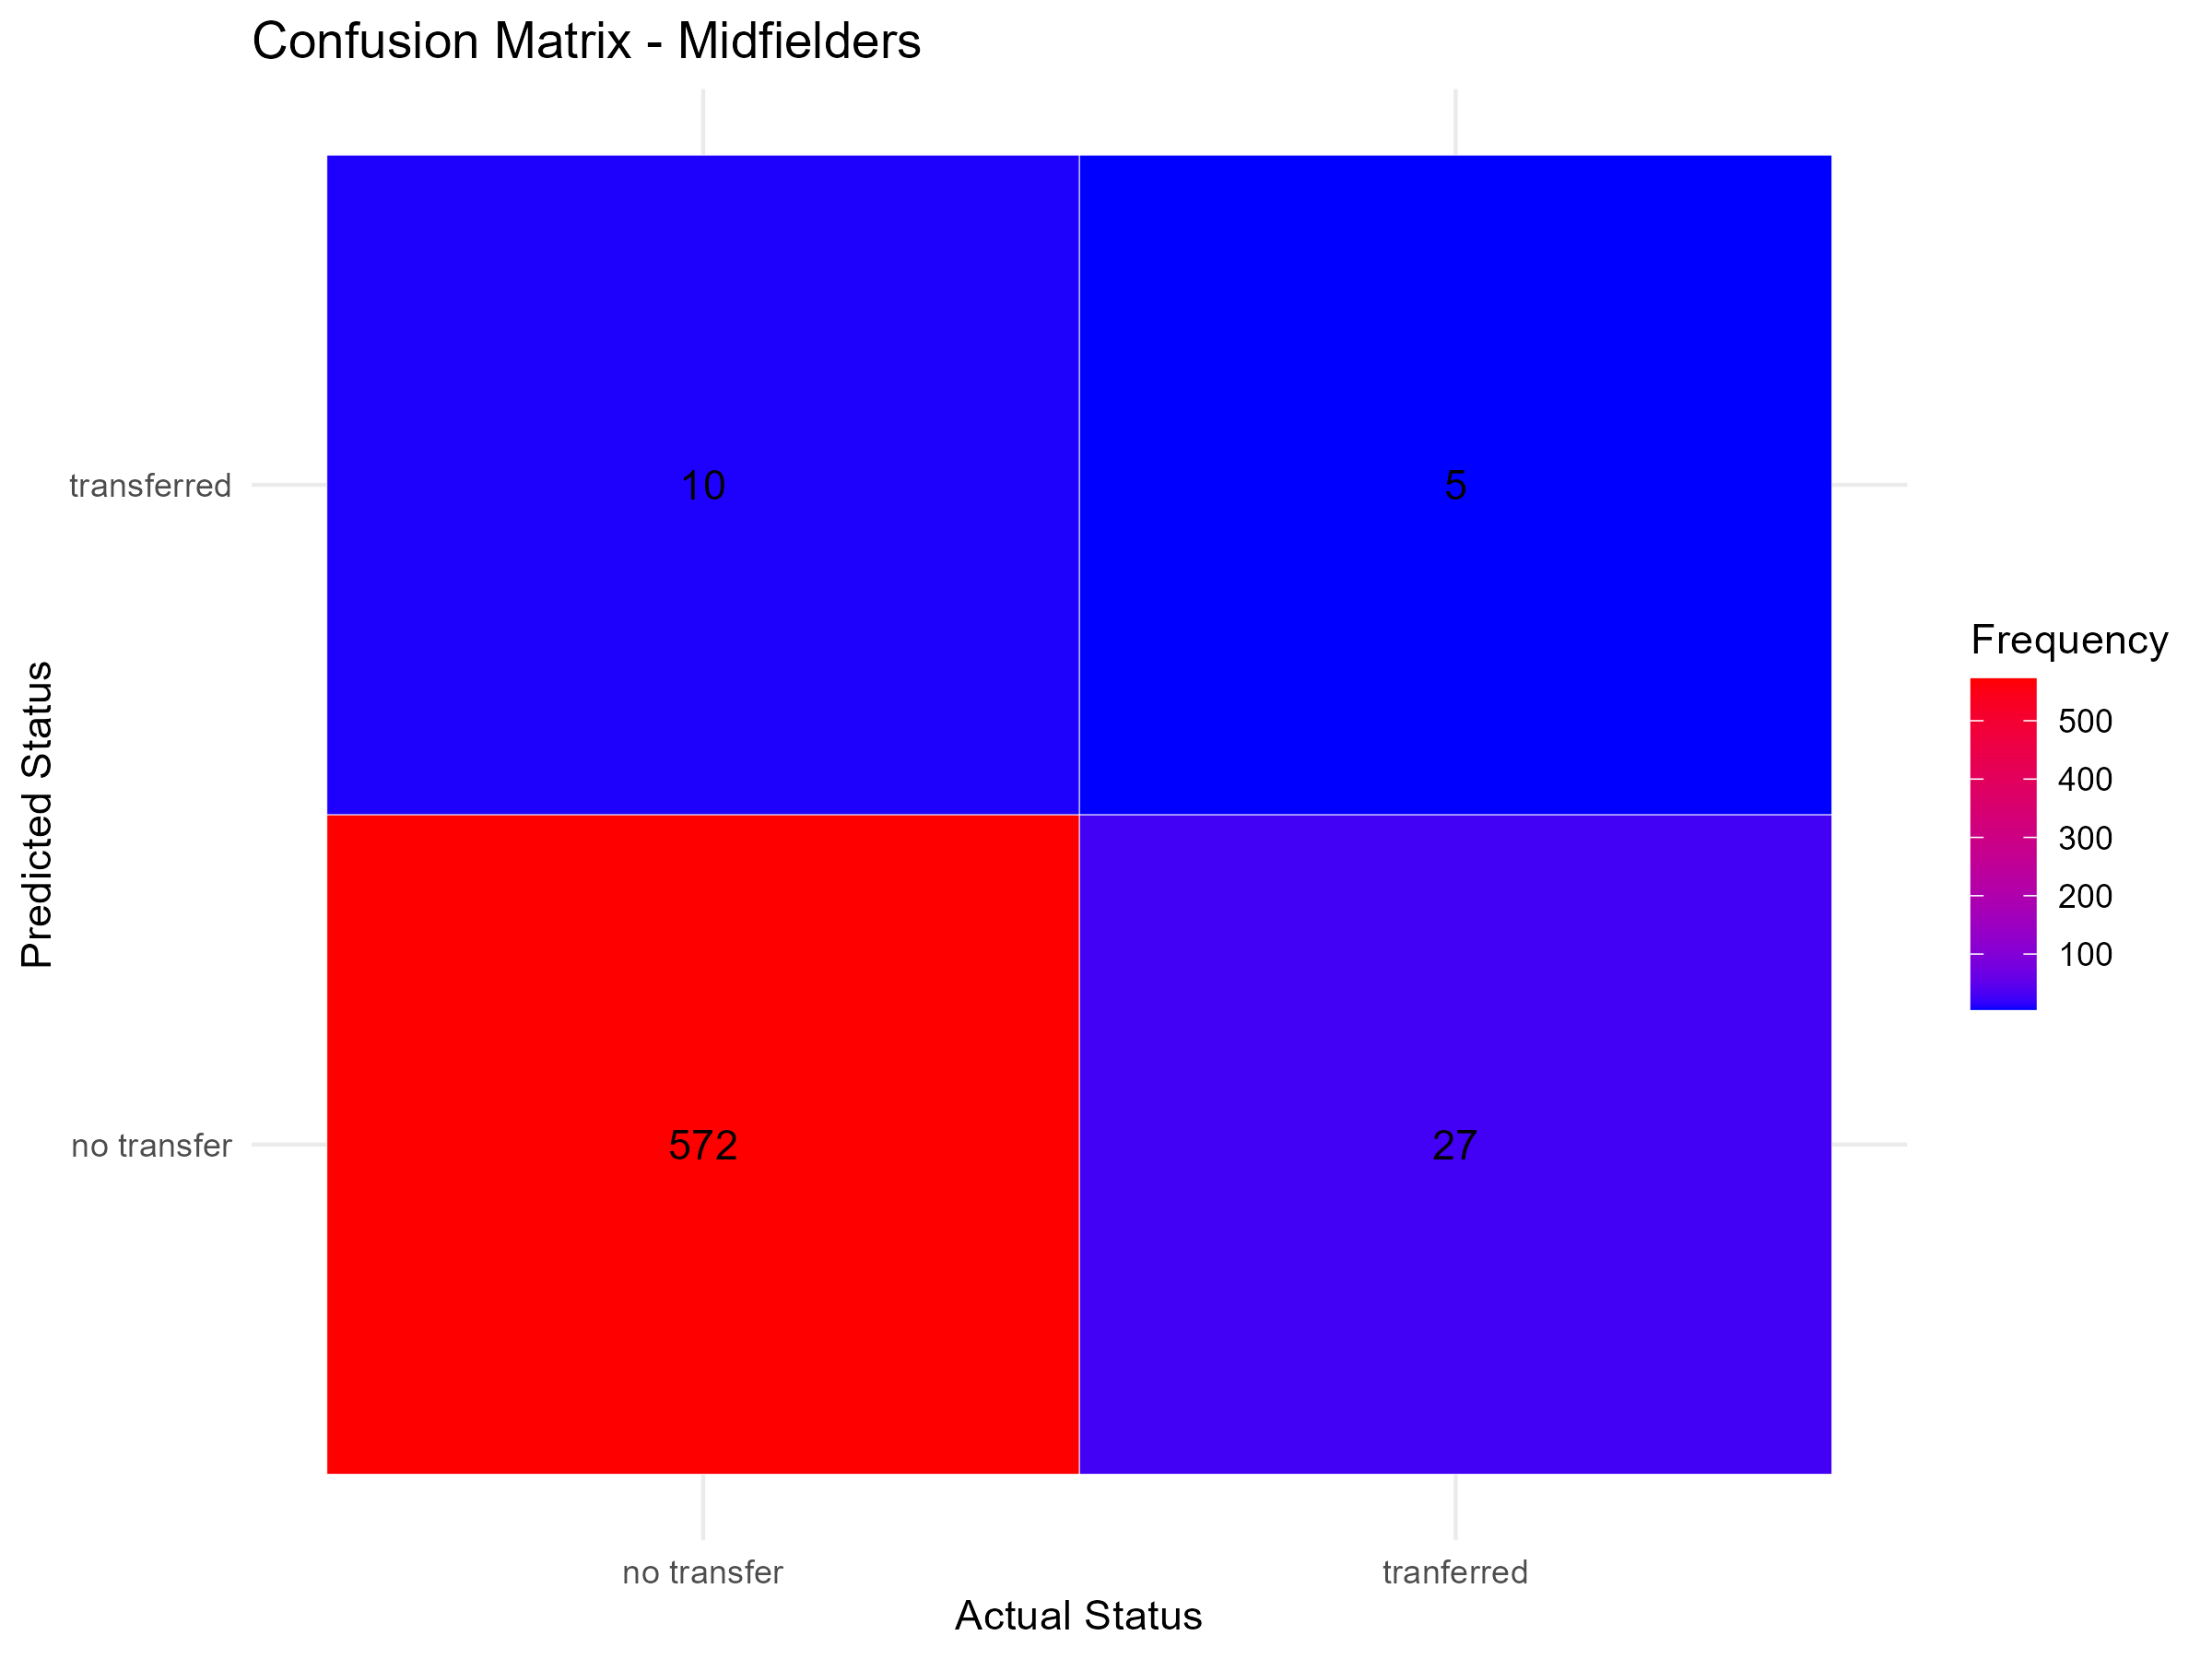 Confusion Matrix - Midfielders
Predicted Status
transferred
10
5
no transfer
572
27
no transfer
tranferred
Actual Status
Frequency
500
400
300
200
100